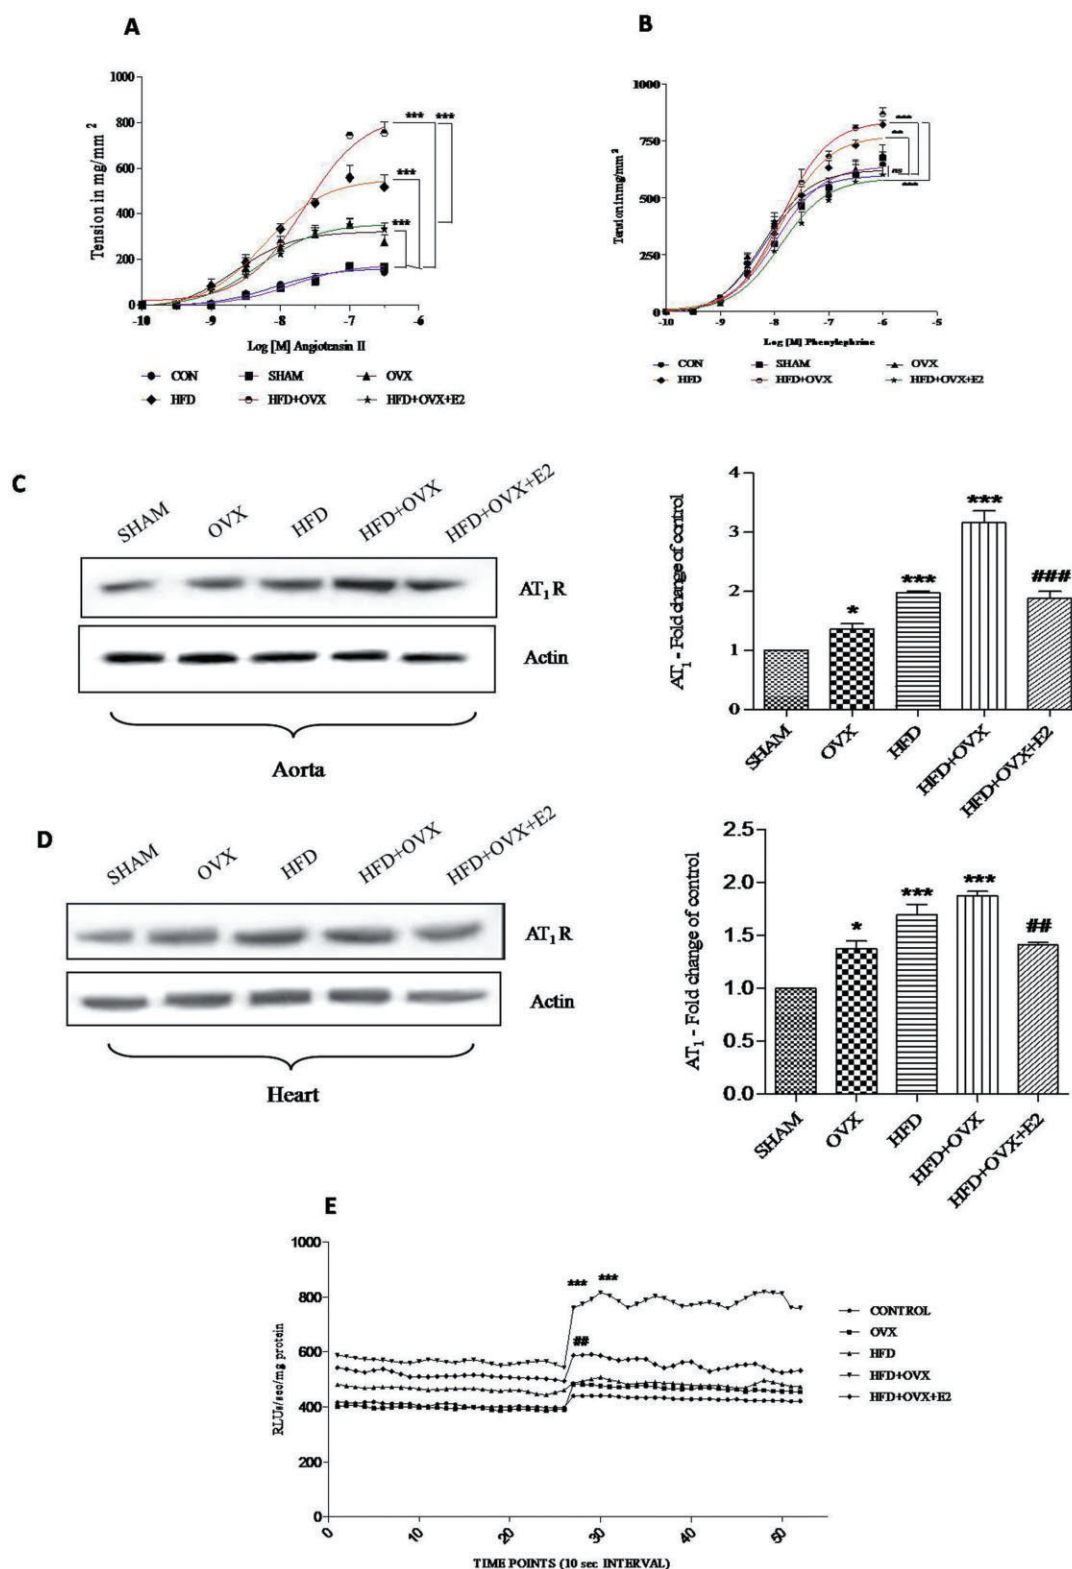 A
B
Tension in mg/mm²
1000
800
600
400
200
0
-10
-9
-8
-7
-6
***
***
***
***
Log [M] Angiotensin II
CON
SHAM
OVX
HFD
HFD+OVX
HFD+OVX+E2
Tension in mg/mm²
1000
750
500
250
0
-10
-9
-8
-7
-6
-5
***
**
ns
***
Log [M] Phenylephrine
CON
SHAM
OVX
HFD
HFD+OVX
HFD+OVX+E2
C
SHAM
OVX
HFD
HFD+OVX
HFD+OVX+E2
AT₁R
Actin
Aorta
AT₁ - Fold change of control
4
3
2
1
0
*
***
***
###
SHAM
OVX
HFD
HFD+OVX
HFD+OVX+E2
D
SHAM
OVX
HFD
HFD+OVX
HFD+OVX+E2
AT₁R
Actin
Heart
AT₁ - Fold change of control
2.5
2.0
1.5
1.0
0.5
0.0
*
***
***
##
SHAM
OVX
HFD
HFD+OVX
HFD+OVX+E2
E
RLUs/sec/mg protein
1000
800
600
400
200
0
0
10
20
30
40
50
***
***
##
TIME POINTS (10 sec INTERVAL)
CONTROL
OVX
HFD
HFD+OVX
HFD+OVX+E2